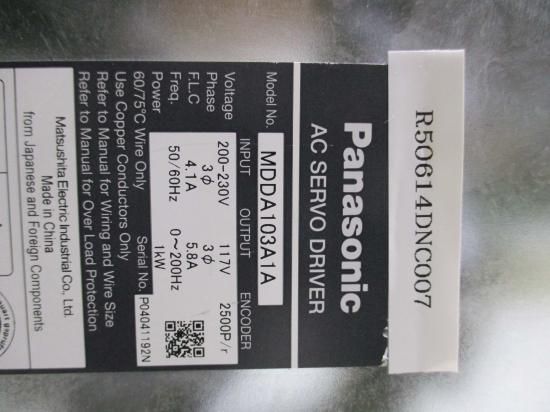 R50614DNC007
Panasonic
AC SERVO DRIVER
Model No. MDDA103A1A
INPUT OUTPUT ENCODER
Voltage 200-230V 117V 2500P/r
Phase 3ϕ 3ϕ
F.L.C 4.1A 5.8A
Freq. 50/60Hz 0~200Hz
Power 1kW
Serial No. P04041192N
60/75°C Wire Only
Use Copper Conductors Only
Refer to Manual for Wiring and Wire Size
Refer to Manual for Over Load Protection
Matsushita Electric Industrial Co., Ltd.
Made in China
from Japanese and Foreign Components